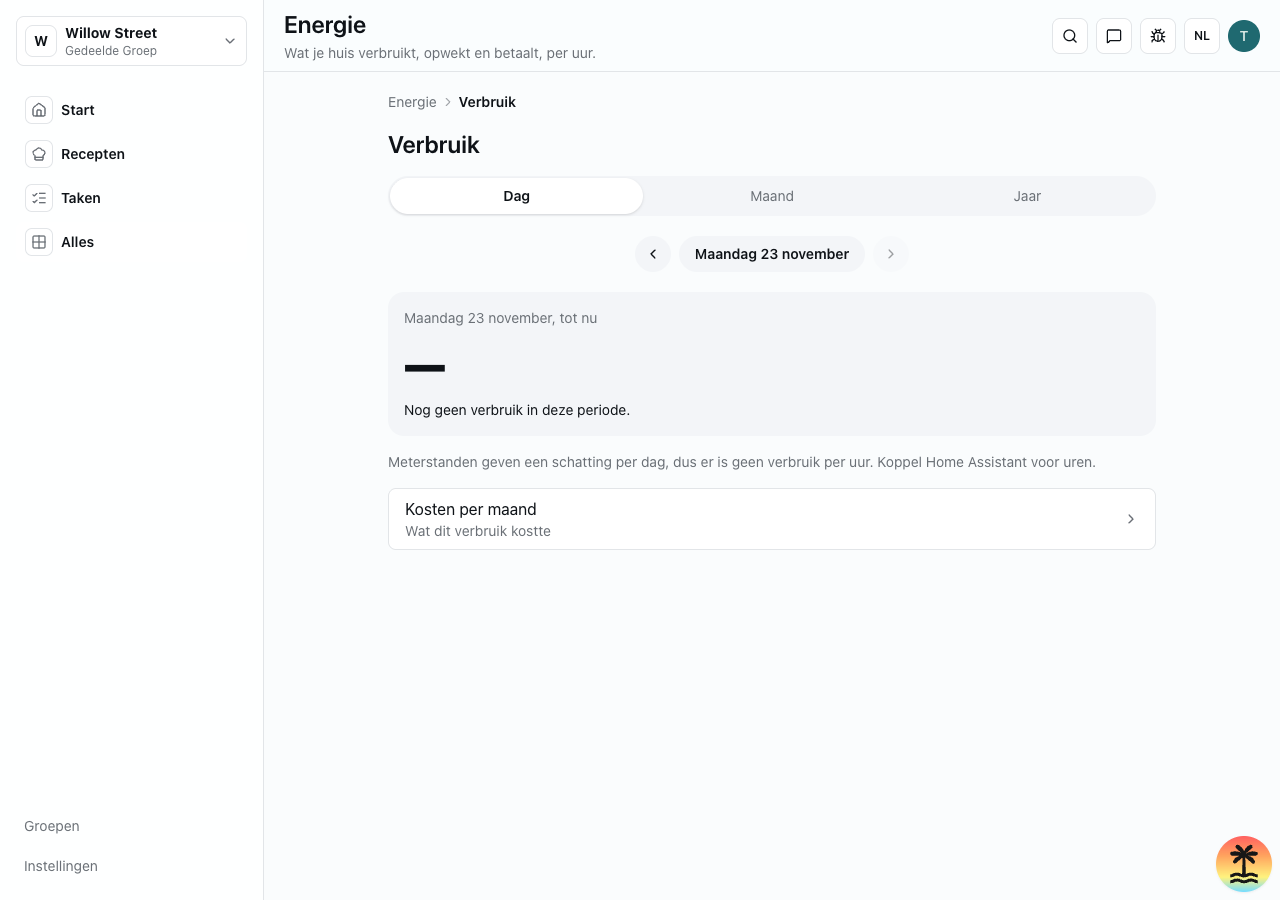 W
Willow Street
Gedeelde Groep
Start
Recepten
Taken
Alles
Groepen
Instellingen
Energie
Wat je huis verbruikt, opwekt en betaalt, per uur.
NL
T
Energie > Verbruik
Verbruik
Dag
Maand
Jaar
Maandag 23 november
Maandag 23 november, tot nu
—
Nog geen verbruik in deze periode.
Meterstanden geven een schatting per dag, dus er is geen verbruik per uur. Koppel Home Assistant voor uren.
Kosten per maand
Wat dit verbruik kostte